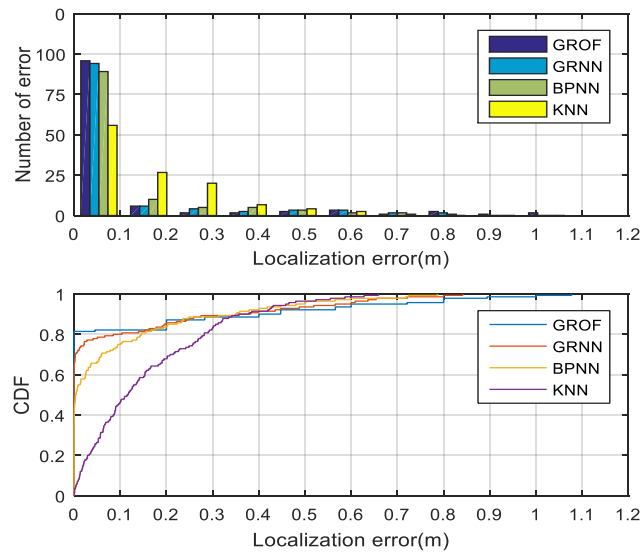 0
100
75
50
25
0
Number of error
GROF
GRNN
BPNN
KNN
0 0.1 0.2 0.3 0.4 0.5 0.6 0.7 0.8 0.9 1 1.1 1.2
Localization error(m)
1
0.8
0.6
0.4
0.2
0
CDF
GROF
GRNN
BPNN
KNN
0 0.1 0.2 0.3 0.4 0.5 0.6 0.7 0.8 0.9 1 1.1 1.2
Localization error(m)